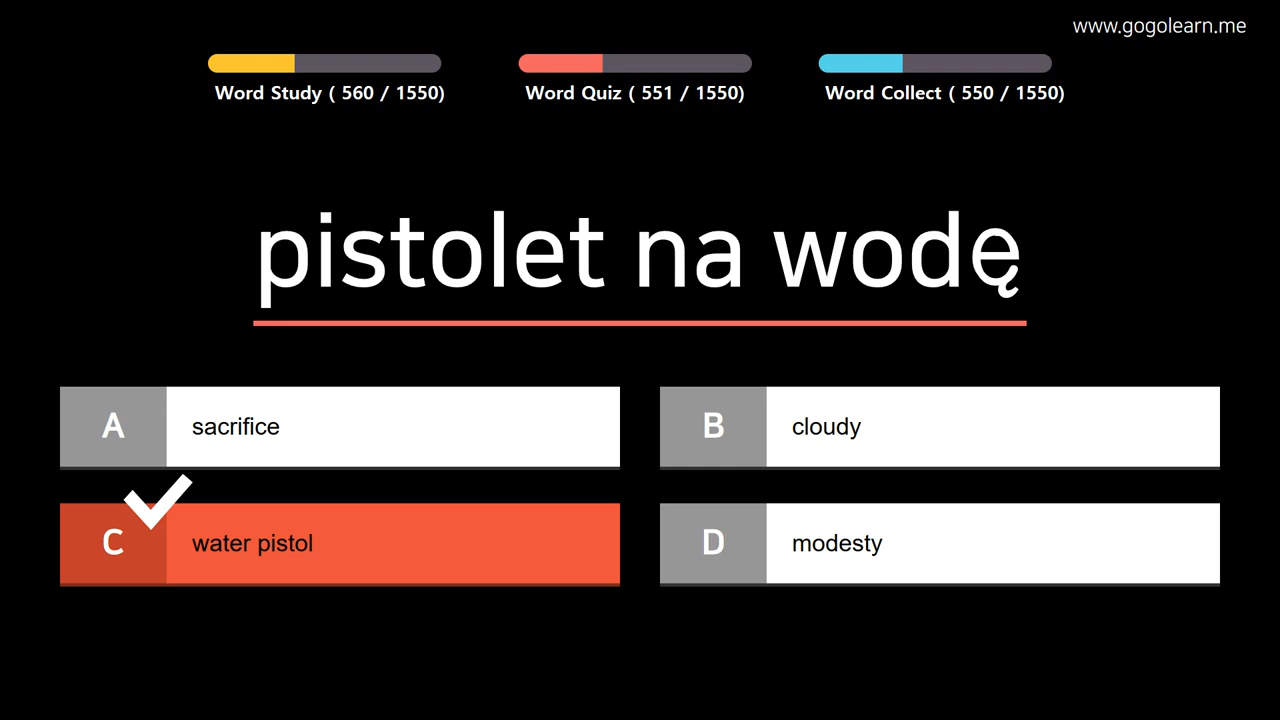 www.gogolearn.me
Word Study ( 560 / 1550)
Word Quiz ( 551 / 1550)
Word Collect ( 550 / 1550)
pistolet na wodę
A sacrifice
B cloudy
C water pistol
D modesty